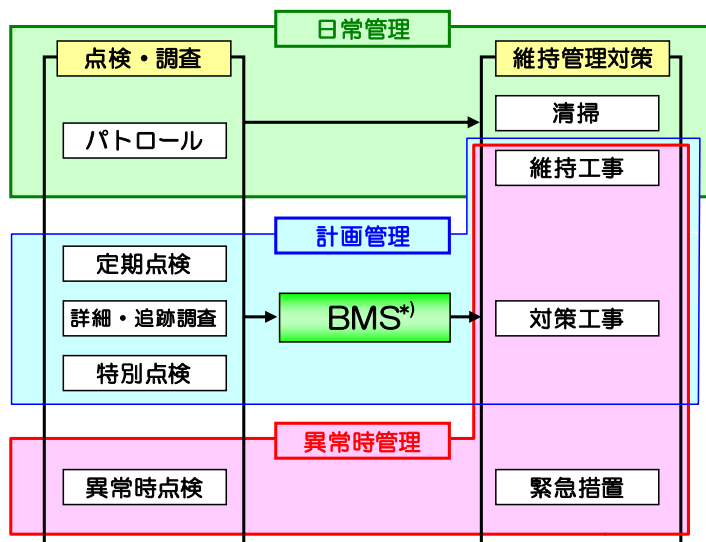 日常管理
点検・調査
維持管理対策
清掃
パトロール
維持工事
計画管理
定期点検
詳細・追跡調査
BMS*)
対策工事
特別点検
異常時管理
異常時点検
緊急措置